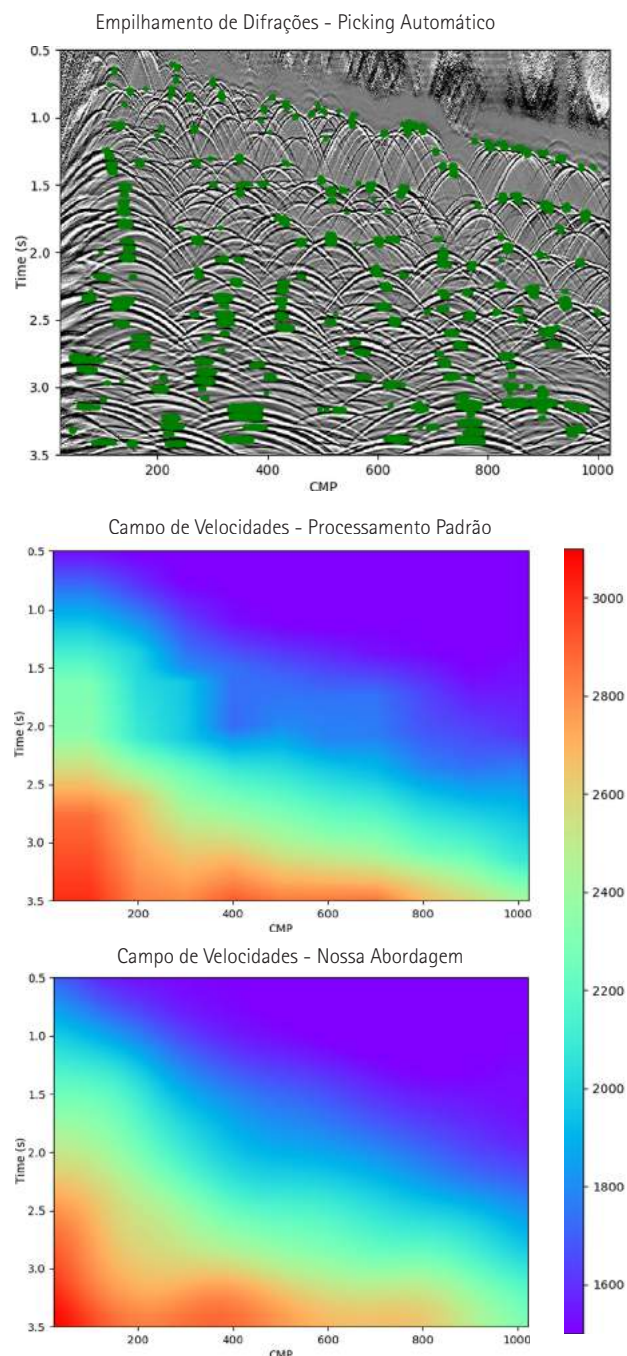 Empilhamento de Difrações - Picking Automático
0.5
1.0
1.5
2.0
2.5
3.0
3.5
Time (s)
200 400 600 800 1000
CMP
Campo de Velocidades - Processamento Padrão
0.5
1.0
1.5
2.0
2.5
3.0
3.5
Time (s)
200 400 600 800 1000
CMP
Campo de Velocidades - Nossa Abordagem
0.5
1.0
1.5
2.0
2.5
3.0
3.5
Time (s)
200 400 600 800 1000
CMP
3000
2800
2600
2400
2200
2000
1800
1600